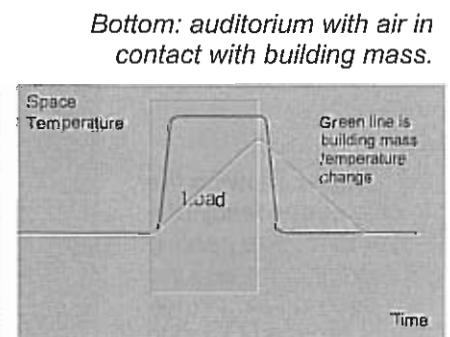 Bottom: auditorium with air in
contact with building mass.
Space
Temperature
Green line is
building mass
temperature
change
Load
Time